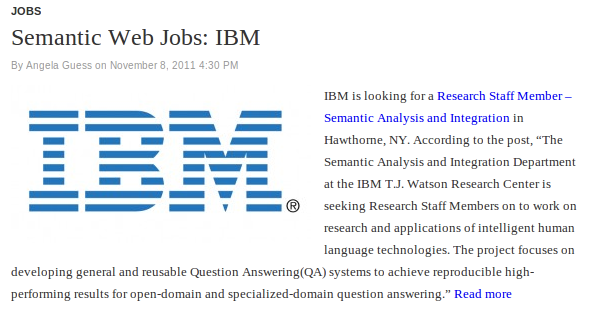 JOBS
Semantic Web Jobs: IBM
By Angela Guess on November 8, 2011 4:30 PM
IBM®
IBM is looking for a Research Staff Member –
Semantic Analysis and Integration in
Hawthorne, NY. According to the post, “The
Semantic Analysis and Integration Department
at the IBM T.J. Watson Research Center is
seeking Research Staff Members on to work on
research and applications of intelligent human
language technologies. The project focuses on
developing general and reusable Question Answering(QA) systems to achieve reproducible high-
performing results for open-domain and specialized-domain question answering.” Read more